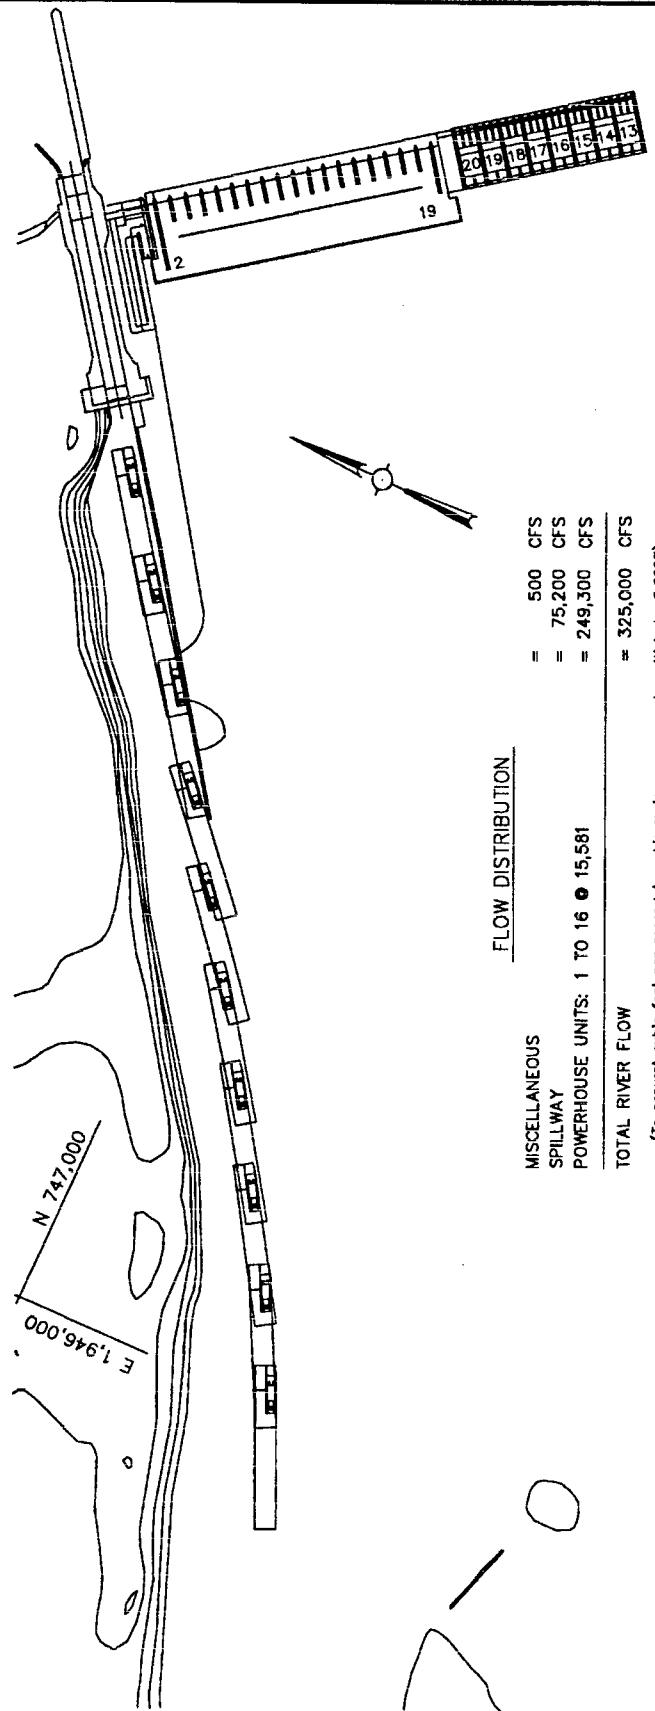 20 19 18 17 16 15 14 13
19
2
N 747,000
E 1,946,000
FLOW DISTRIBUTION
MISCELLANEOUS = 500 CFS
SPILLWAY = 75,200 CFS
POWERHOUSE UNITS: 1 TO 16 @ 15,581 = 249,300 CFS
TOTAL RIVER FLOW = 325,000 CFS